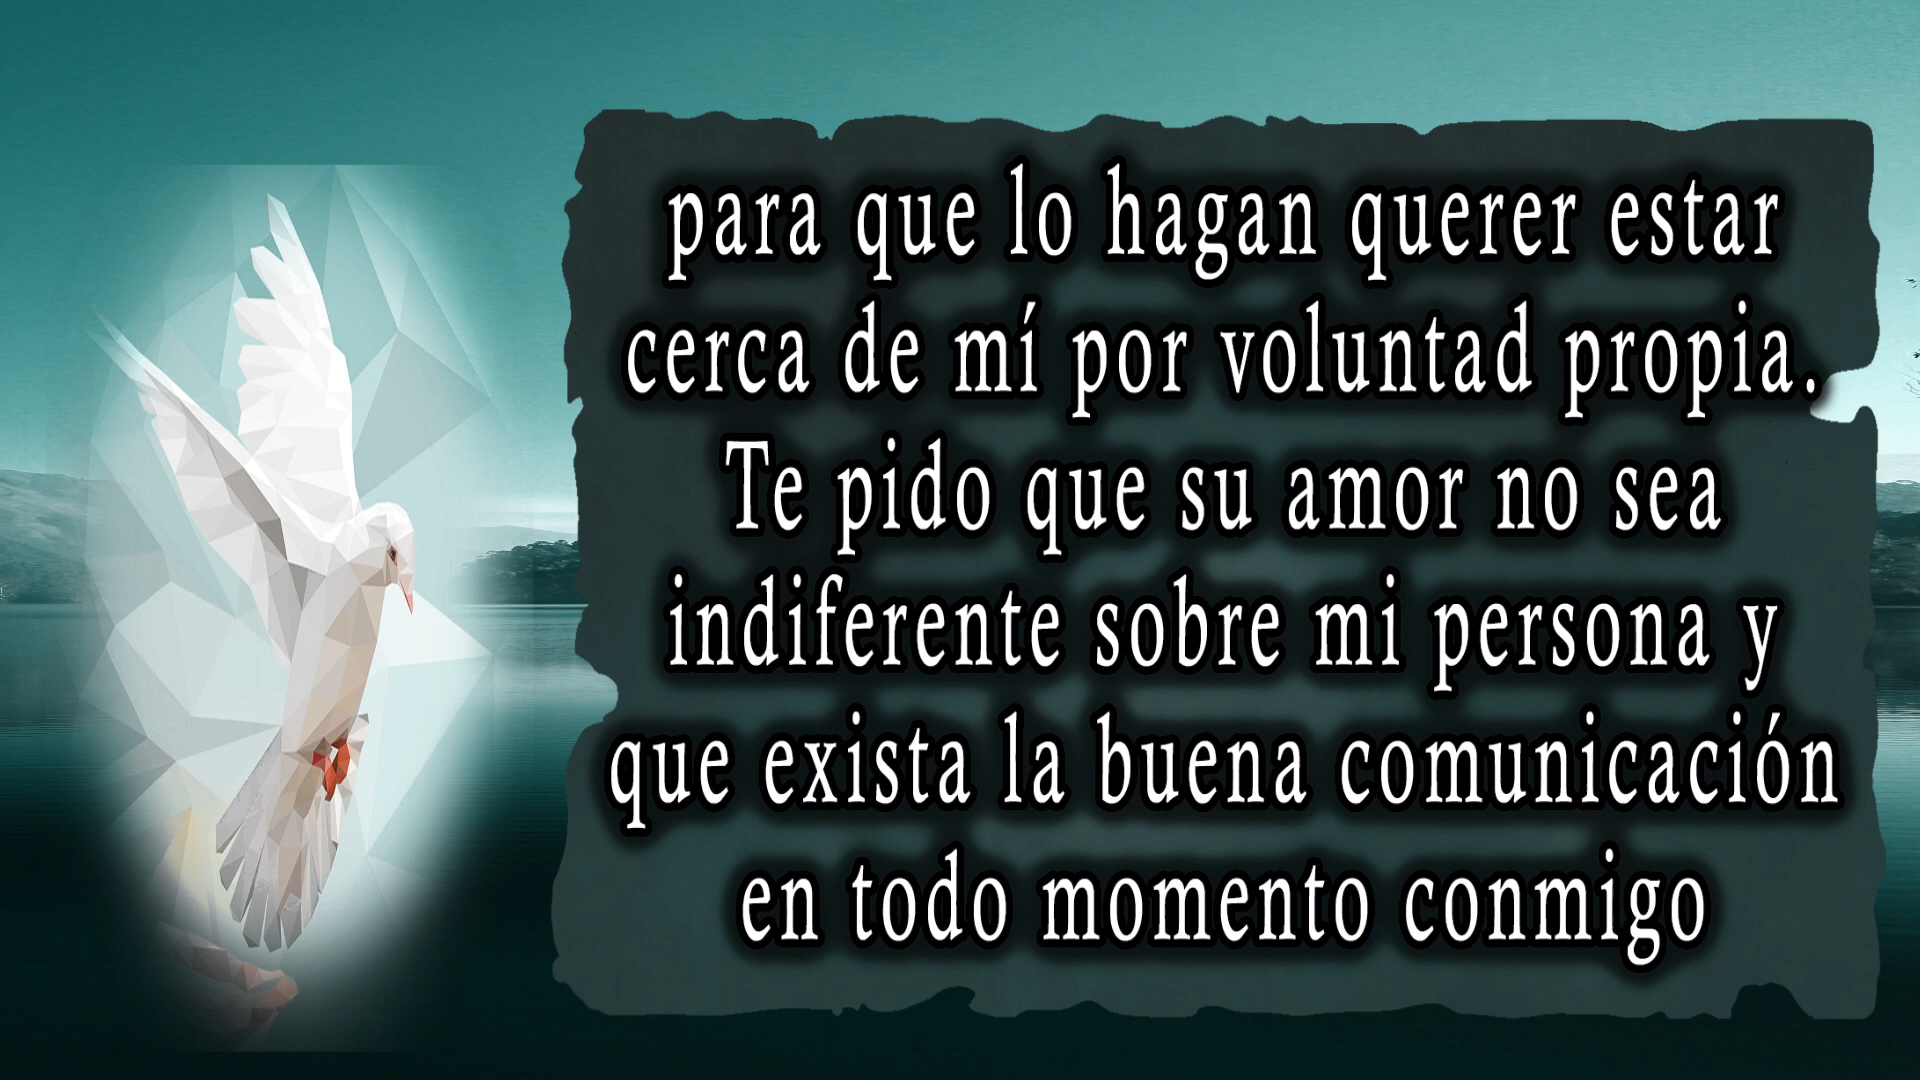 para que lo hagan querer estar
cerca de mí por voluntad propia.
Te pido que su amor no sea
indiferente sobre mi persona y
que exista la buena comunicación
en todo momento conmigo